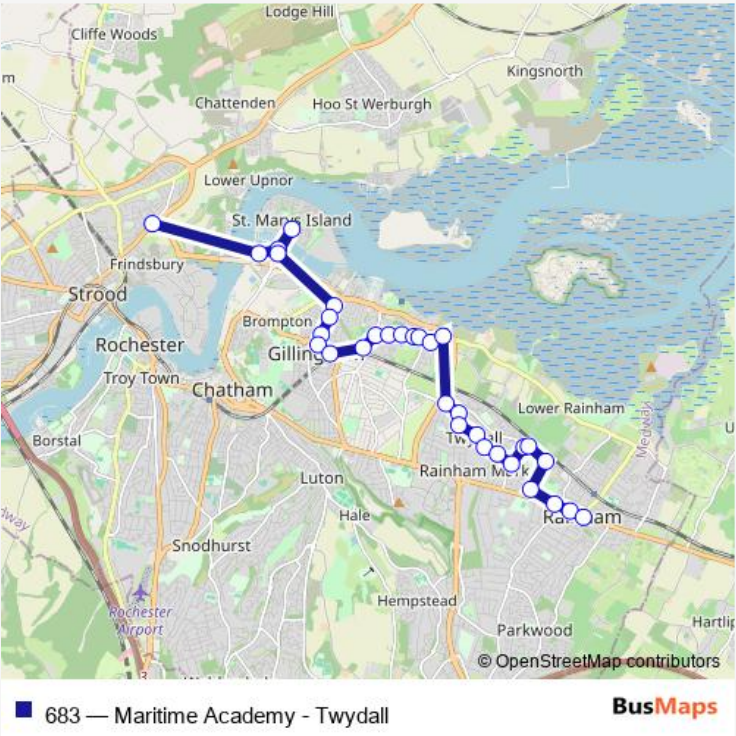 Lodge Hill
Cliffe Woods
Kingsnorth
m
Chattenden
Hoo St Werburgh
Lower Upnor
St. Marys Island
Frindsbury
Strood
Brompton
Rochester
Troy Town
Chatham
Lower Rainham
Medway
Borstal
Rainham Mark
Luton
Hale
Rainham
Snodhurst
Hempstead
Rochester
Airport
Parkwood
Hartlip
3
© OpenStreetMap contributors
683 — Maritime Academy - Twydall
BusMaps